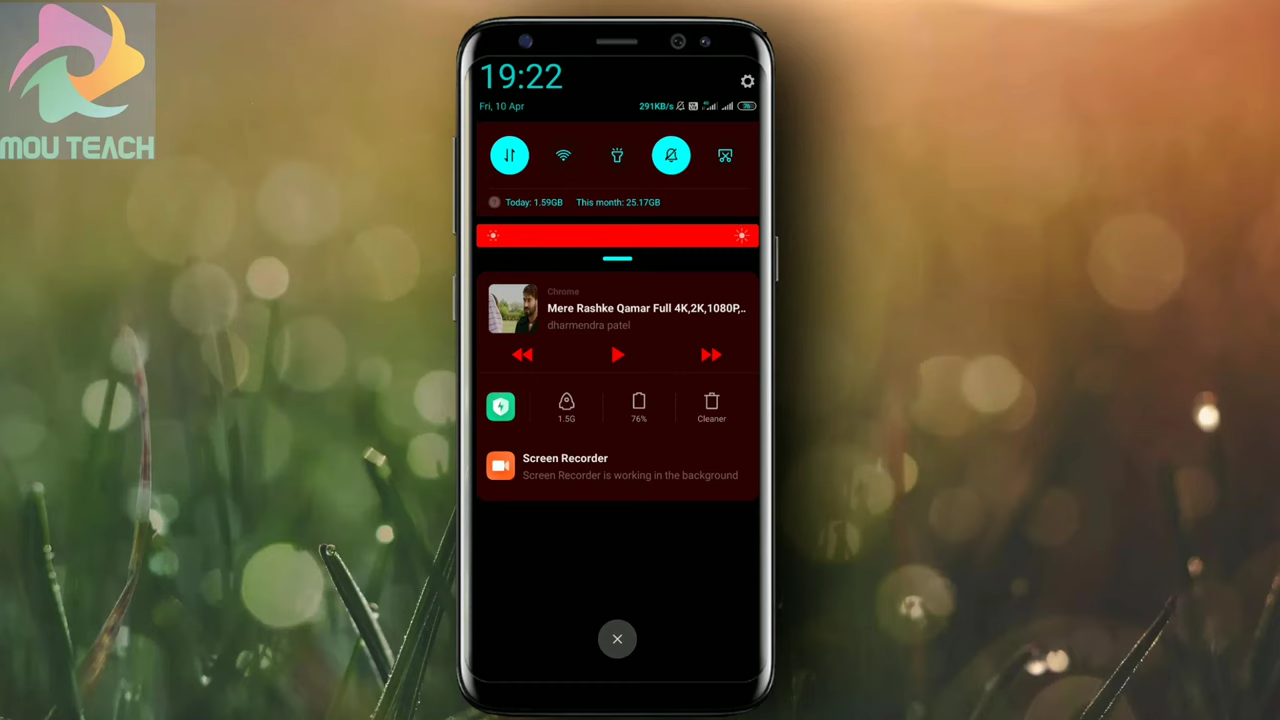 MOU TEACH
19:22
Fri, 10 Apr
291KB/s
76
Today: 1.59GB This month: 25.17GB
Chrome
Mere Rashke Qamar Full 4K,2K,1080P,..
dharmendra patel
1.5G
76%
Cleaner
Screen Recorder
Screen Recorder is working in the background